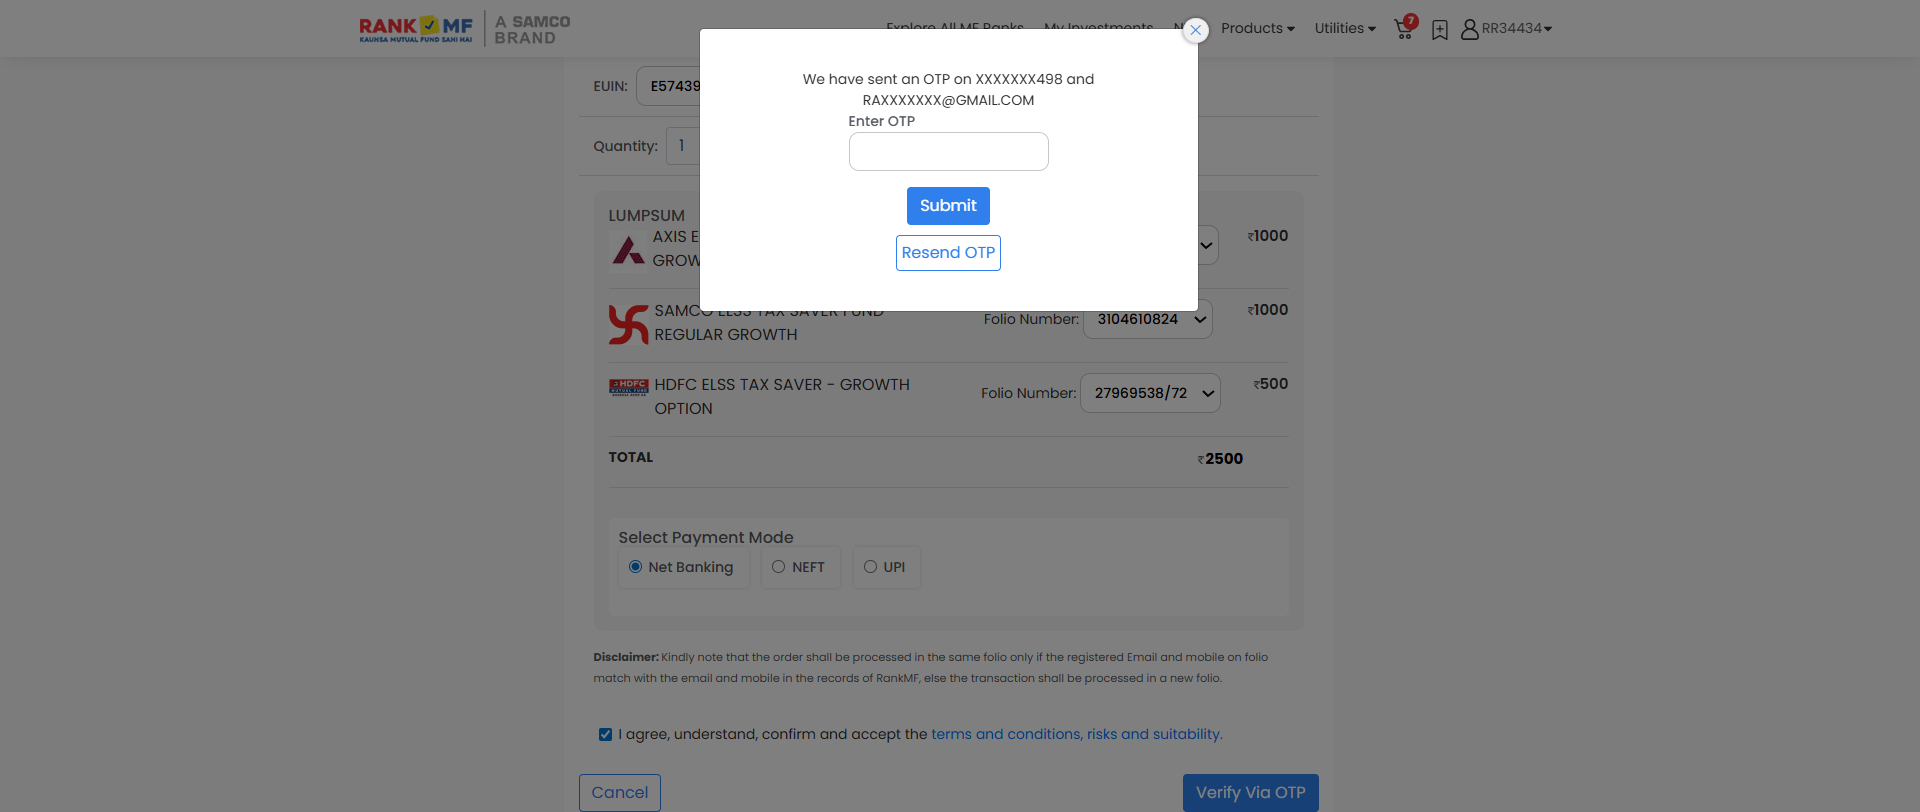 RANK MF
KAUNSA MUTUAL FUND SAHI HAI
A SAMCO
BRAND
Explore All MF Ranks
My Investments
Products
Utilities
7
RR34434
EUIN:
E57439
Quantity:
1
We have sent an OTP on XXXXXXX498 and
RAXXXXXXX@GMAIL.COM
Enter OTP
Submit
Resend OTP
LUMPSUM
AXIS E
GROW
₹1000
SAMCO ELSS TAX SAVER FUND
REGULAR GROWTH
Folio Number:
3104610824
₹1000
HDFC
MUTUAL FUND
HDFC ELSS TAX SAVER - GROWTH
OPTION
Folio Number:
27969538/72
₹500
TOTAL
₹2500
Select Payment Mode
Net Banking
NEFT
UPI
Disclaimer: Kindly note that the order shall be processed in the same folio only if the registered Email and mobile on folio
match with the email and mobile in the records of RankMF, else the transaction shall be processed in a new folio.
I agree, understand, confirm and accept the terms and conditions, risks and suitability.
Cancel
Verify Via OTP